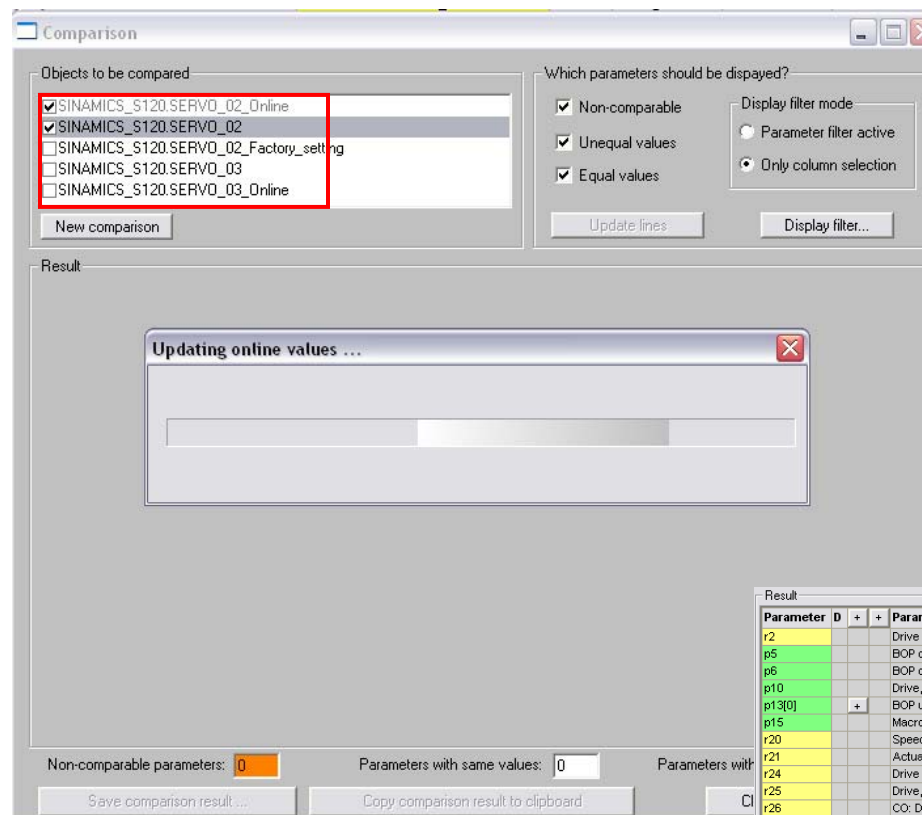 Comparison
Objects to be compared
SINAMICS_S120.SERVO_02_Online
SINAMICS_S120.SERVO_02
SINAMICS_S120.SERVO_02_Factory_setting
SINAMICS_S120.SERVO_03
SINAMICS_S120.SERVO_03_Online
New comparison
Which parameters should be dispayed?
Non-comparable
Unequal values
Equal values
Display filter mode
Parameter filter active
Only column selection
Update lines
Display filter...
Result
Updating online values ...
Result
Parameter D + + Parar
r2 Drive
p5 BOP
p6 BOP
p10 Drive,
p13[0] + BOP
p15 Macro
r20 Speed
r21 Actua
r24 Drive
r25 Drive,
r26 CO: D
Non-comparable parameters: 0 Parameters with same values: 0 Parameters with
Save comparison result ... Copy comparison result to clipboard Cl